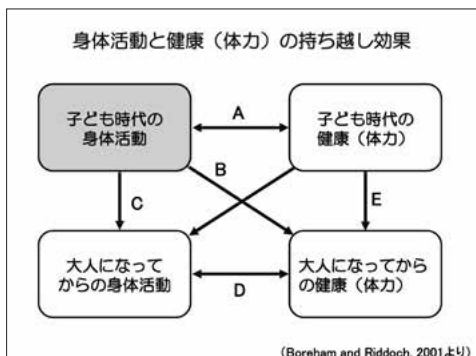 身体活動と健康（体力）の持ち越し効果
子ども時代の
身体活動
A
子ども時代の
健康（体力）
B
C
E
大人になって
からの身体活動
D
大人になってから
の健康（体力）
(Boreham and Riddoch, 2001より)